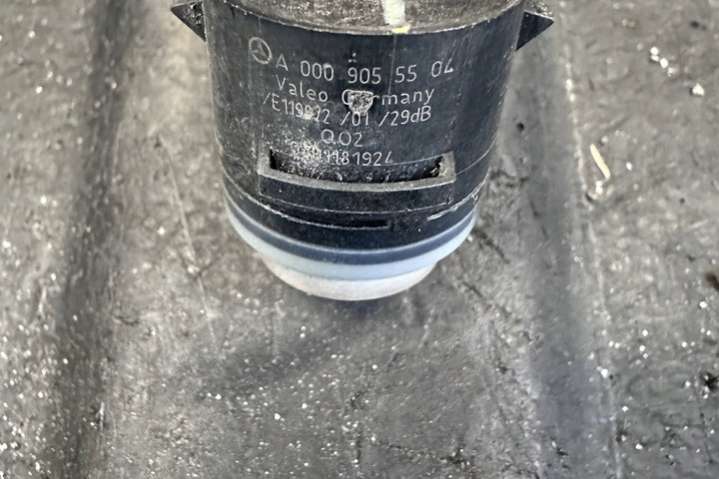 A 000 905 55 04
Valeo Germany
/01 /29dB
Q02
1181924